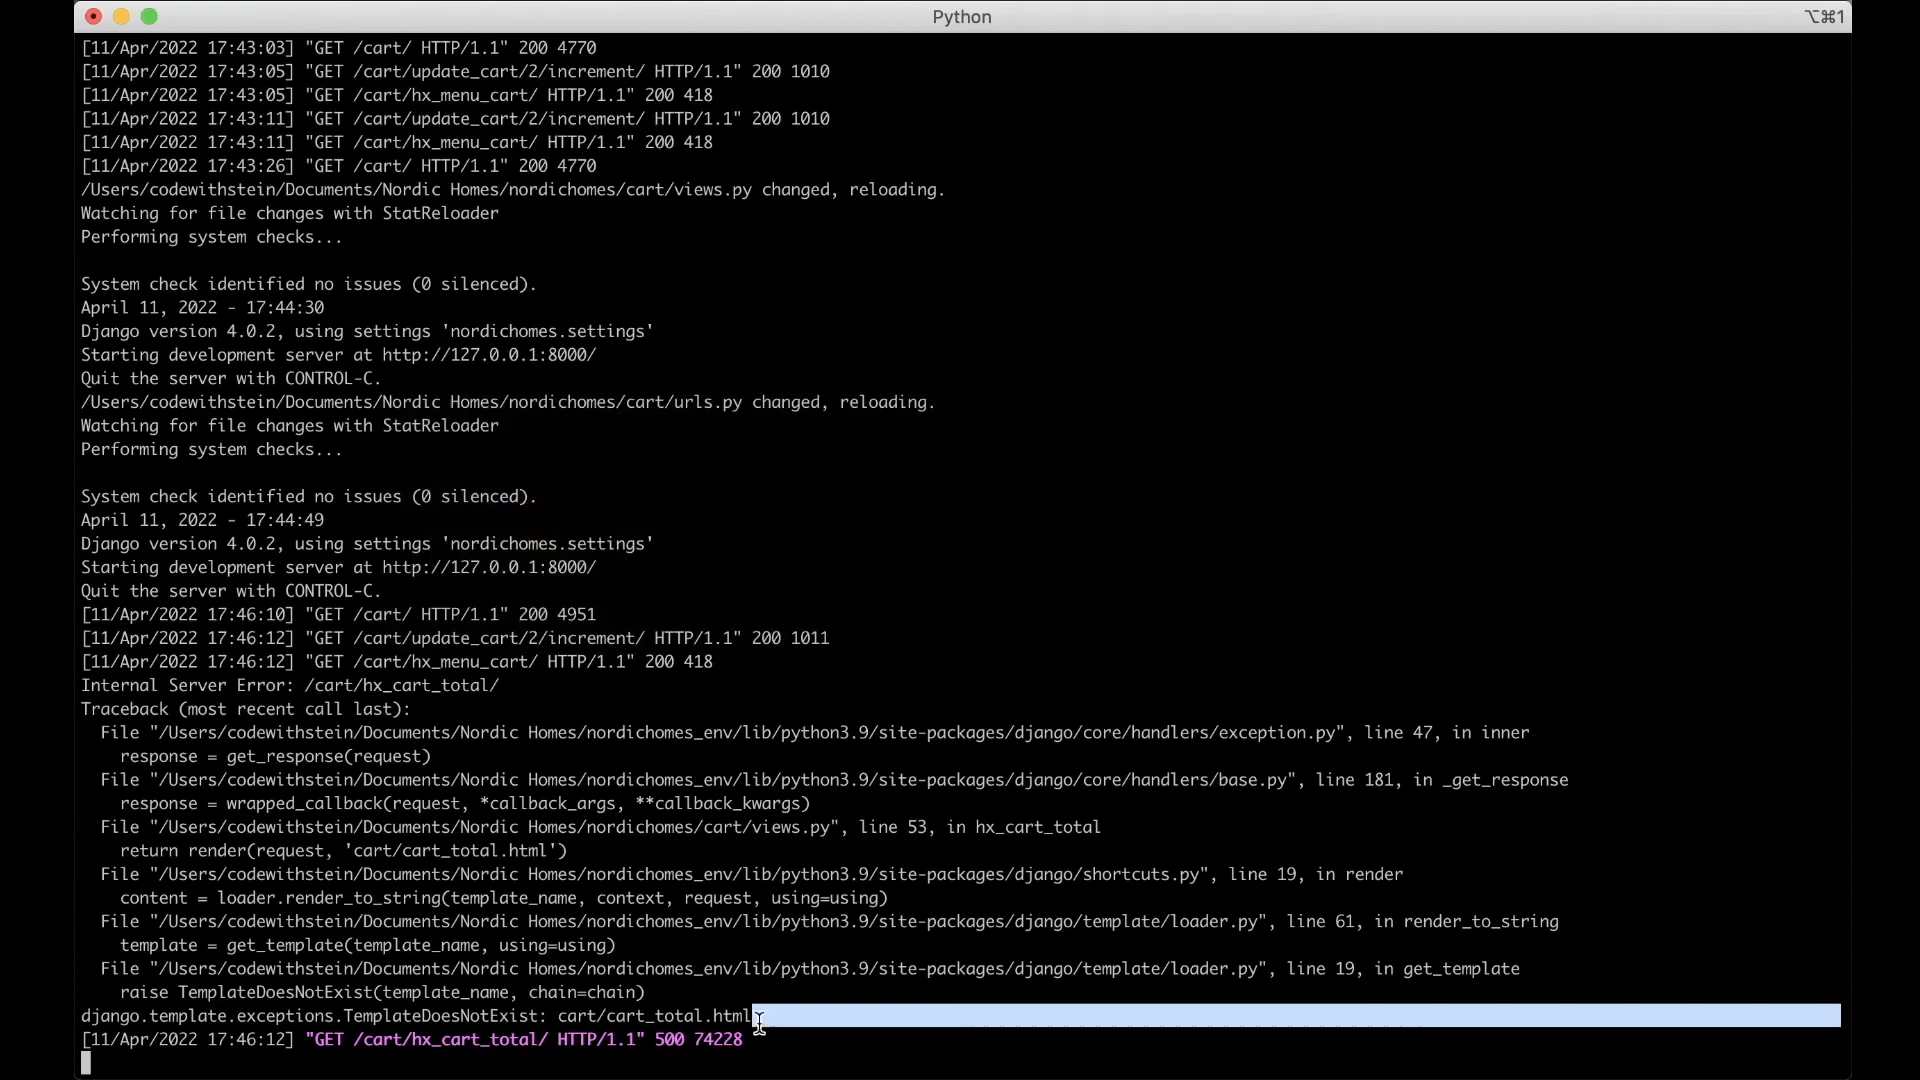 Python
⌥⌘1
[11/Apr/2022 17:43:03] "GET /cart/ HTTP/1.1" 200 4770
[11/Apr/2022 17:43:05] "GET /cart/update_cart/2/increment/ HTTP/1.1" 200 1010
[11/Apr/2022 17:43:05] "GET /cart/hx_menu_cart/ HTTP/1.1" 200 418
[11/Apr/2022 17:43:11] "GET /cart/update_cart/2/increment/ HTTP/1.1" 200 1010
[11/Apr/2022 17:43:11] "GET /cart/hx_menu_cart/ HTTP/1.1" 200 418
[11/Apr/2022 17:43:26] "GET /cart/ HTTP/1.1" 200 4770
/Users/codewithstein/Documents/Nordic Homes/nordichomes/cart/views.py changed, reloading.
Watching for file changes with StatReloader
Performing system checks...
System check identified no issues (0 silenced).
April 11, 2022 - 17:44:30
Django version 4.0.2, using settings 'nordichomes.settings'
Starting development server at http://127.0.0.1:8000/
Quit the server with CONTROL-C.
/Users/codewithstein/Documents/Nordic Homes/nordichomes/cart/urls.py changed, reloading.
Watching for file changes with StatReloader
Performing system checks...
System check identified no issues (0 silenced).
April 11, 2022 - 17:44:49
Django version 4.0.2, using settings 'nordichomes.settings'
Starting development server at http://127.0.0.1:8000/
Quit the server with CONTROL-C.
[11/Apr/2022 17:46:10] "GET /cart/ HTTP/1.1" 200 4951
[11/Apr/2022 17:46:12] "GET /cart/update_cart/2/increment/ HTTP/1.1" 200 1011
[11/Apr/2022 17:46:12] "GET /cart/hx_menu_cart/ HTTP/1.1" 200 418
Internal Server Error: /cart/hx_cart_total/
Traceback (most recent call last):
  File "/Users/codewithstein/Documents/Nordic Homes/nordichomes_env/lib/python3.9/site-packages/django/core/handlers/exception.py", line 47, in inner
    response = get_response(request)
  File "/Users/codewithstein/Documents/Nordic Homes/nordichomes_env/lib/python3.9/site-packages/django/core/handlers/base.py", line 181, in _get_response
    response = wrapped_callback(request, *callback_args, **callback_kwargs)
  File "/Users/codewithstein/Documents/Nordic Homes/nordichomes/cart/views.py", line 53, in hx_cart_total
    return render(request, 'cart/cart_total.html')
  File "/Users/codewithstein/Documents/Nordic Homes/nordichomes_env/lib/python3.9/site-packages/django/shortcuts.py", line 19, in render
    content = loader.render_to_string(template_name, context, request, using=using)
  File "/Users/codewithstein/Documents/Nordic Homes/nordichomes_env/lib/python3.9/site-packages/django/template/loader.py", line 61, in render_to_string
    template = get_template(template_name, using=using)
  File "/Users/codewithstein/Documents/Nordic Homes/nordichomes_env/lib/python3.9/site-packages/django/template/loader.py", line 19, in get_template
    raise TemplateDoesNotExist(template_name, chain=chain)
django.template.exceptions.TemplateDoesNotExist: cart/cart_total.html
[11/Apr/2022 17:46:12] "GET /cart/hx_cart_total/ HTTP/1.1" 500 74228